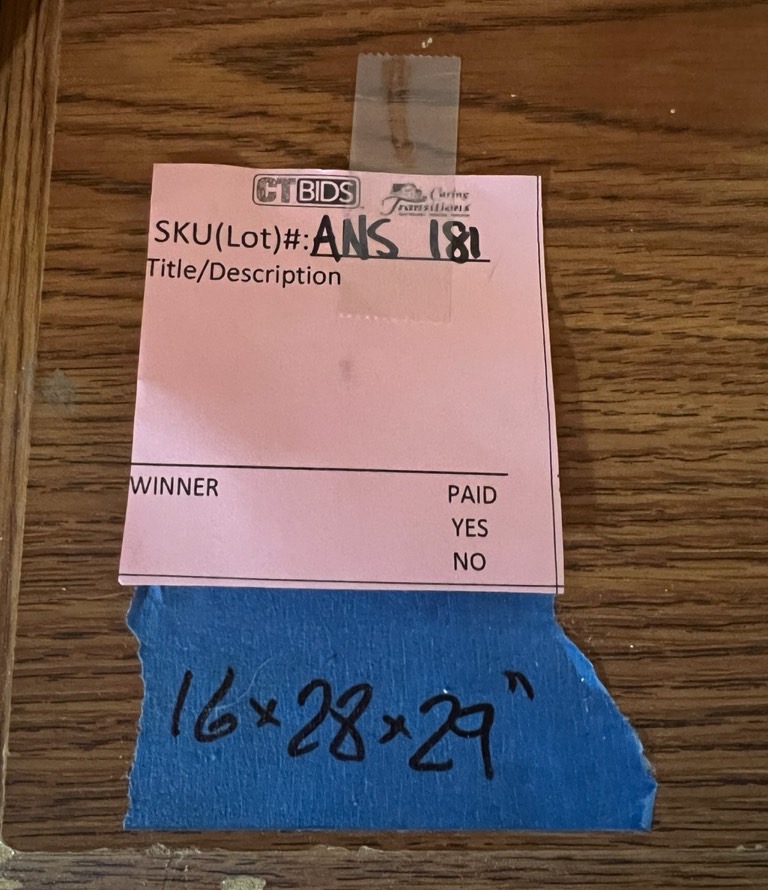 CTBIDS Caring
Transitions
SKU(Lot)#: ANS 181
Title/Description
WINNER PAID
YES
NO
16x28x29"